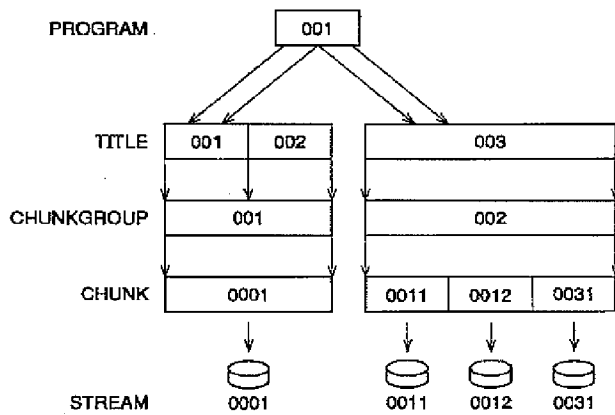 PROGRAM 001
TITLE 001 002 003
CHUNKGROUP 001 002
CHUNK 0001 0011 0012 0031
STREAM 0001 0011 0012 0031